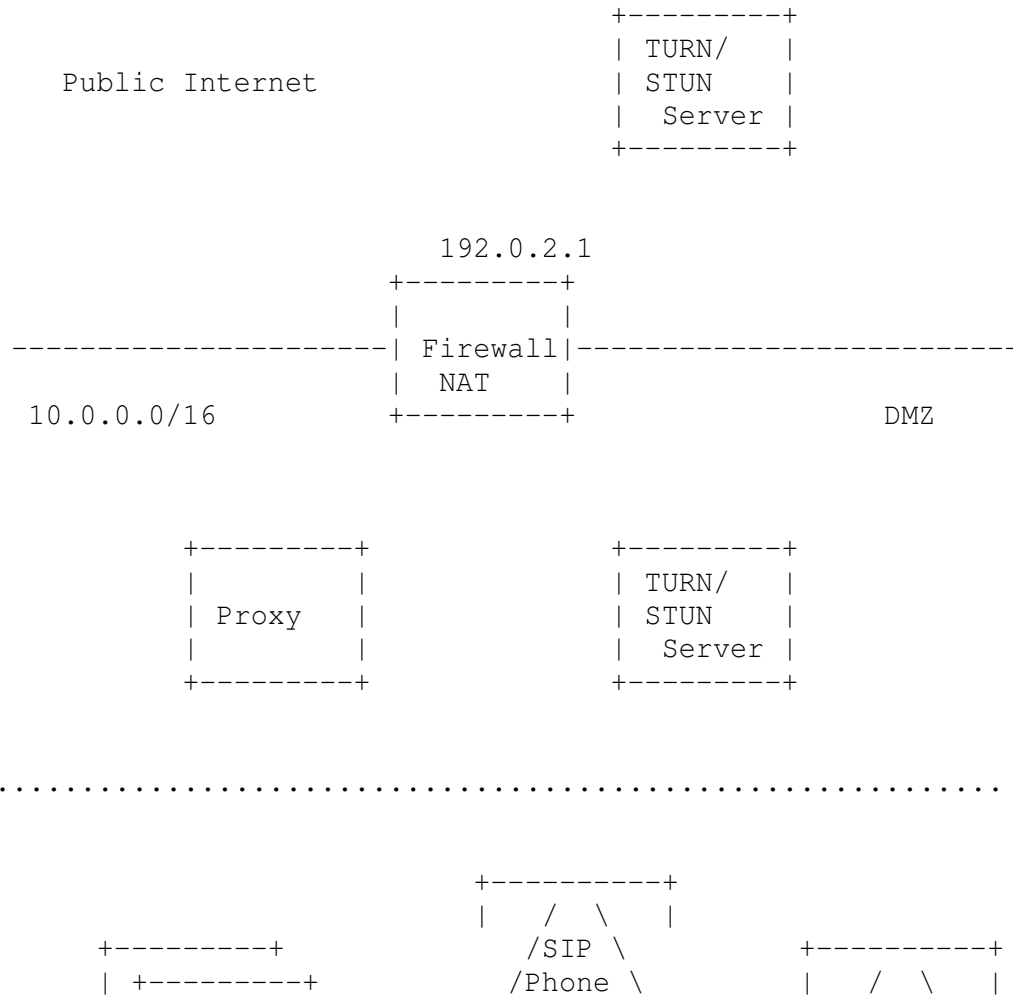 TURN/
Public Internet STUN
Server
192.0.2.1
Firewall
NAT
10.0.0.0/16 DMZ
TURN/
Proxy STUN
Server
/SIP \
/Phone \